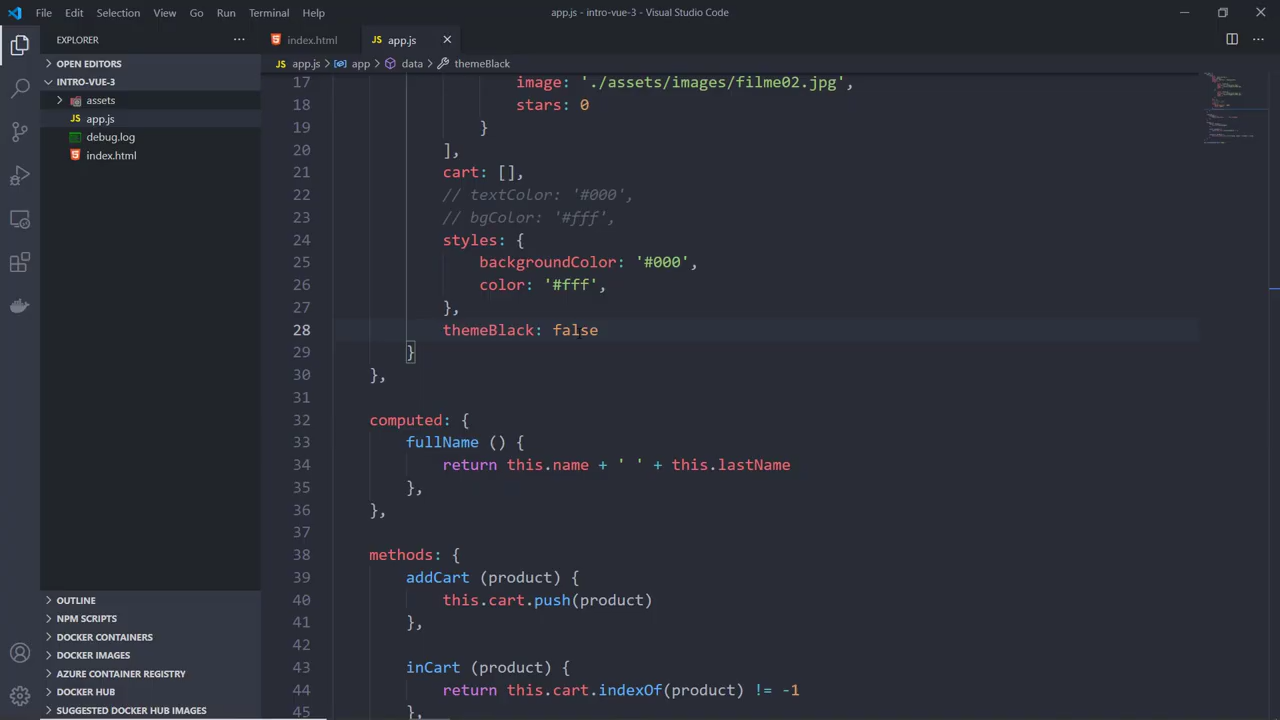 File Edit Selection View Go Run Terminal Help app.js - intro-vue-3 - Visual Studio Code
EXPLORER
OPEN EDITORS
INTRO-VUE-3
assets
JS app.js
debug.log
index.html
OUTLINE
NPM SCRIPTS
DOCKER CONTAINERS
DOCKER IMAGES
AZURE CONTAINER REGISTRY
DOCKER HUB
SUGGESTED DOCKER HUB IMAGES
index.html JS app.js
JS app.js > app > data > themeBlack
17 image: './assets/images/filme02.jpg',
18 stars: 0
19 }
20 ],
21 cart: [],
22 // textColor: '#000',
23 // bgColor: '#fff',
24 styles: {
25 backgroundColor: '#000',
26 color: '#fff',
27 },
28 themeBlack: false
29 }
30 },
31
32 computed: {
33 fullName () {
34 return this.name + ' ' + this.lastName
35 },
36 },
37
38 methods: {
39 addCart (product) {
40 this.cart.push(product)
41 },
42
43 inCart (product) {
44 return this.cart.indexOf(product) != -1
45 },